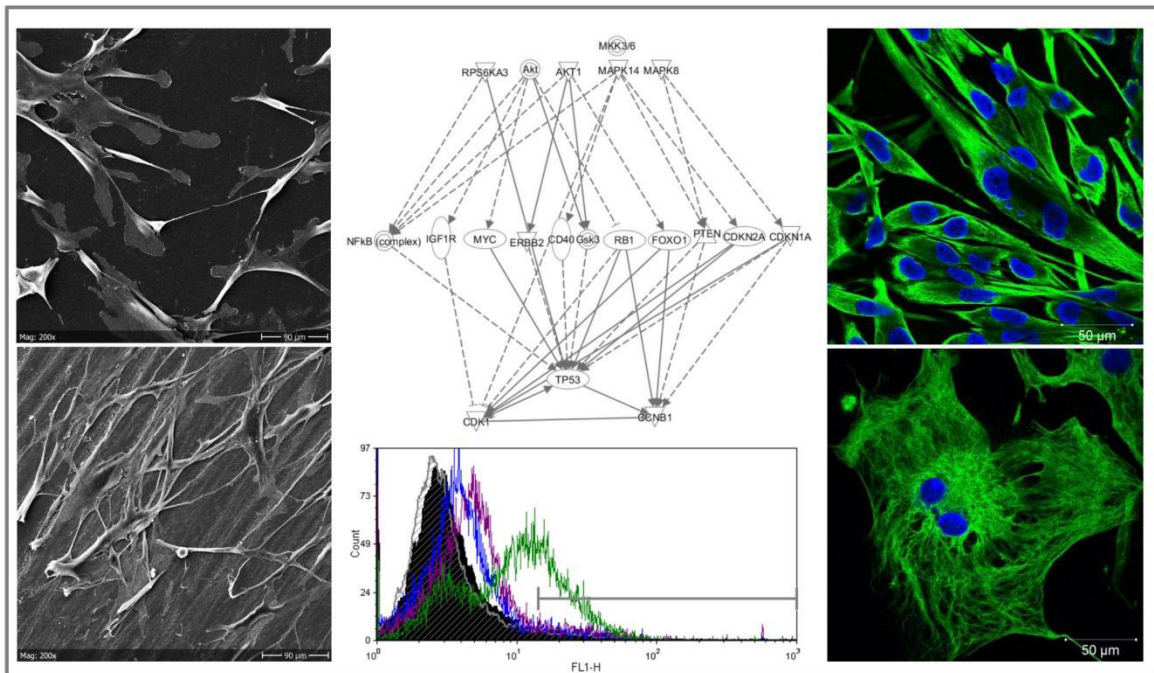 Mag: 200x
90 µm
Mag: 200x
90 µm
MKK3/6
RPS6KA3 Akt AKT1 MAPK14 MAPK8
NFkB (complex) IGF1R MYC ERBB2 CD40 Gsk3 RB1 FOXO1 PTEN CDKN2A CDKN1A
TP53
CDK1 CCNB1
97
73
49
24
0
Count
10⁰ 10¹ 10² 10³
FL1-H
50 µm
50 µm